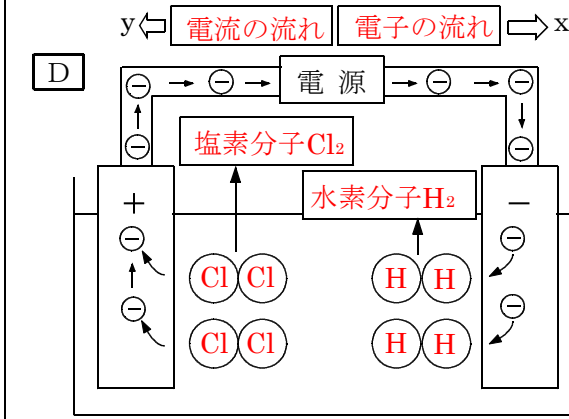 y 電流の流れ 電子の流れ x
D
電 源
⊖ ⊖ ⊖ ⊖
⊖ ⊖
塩素分子Cl₂
水素分子H₂
＋ －
⊖ ⊖
Cl Cl H H
⊖ ⊖
Cl Cl H H